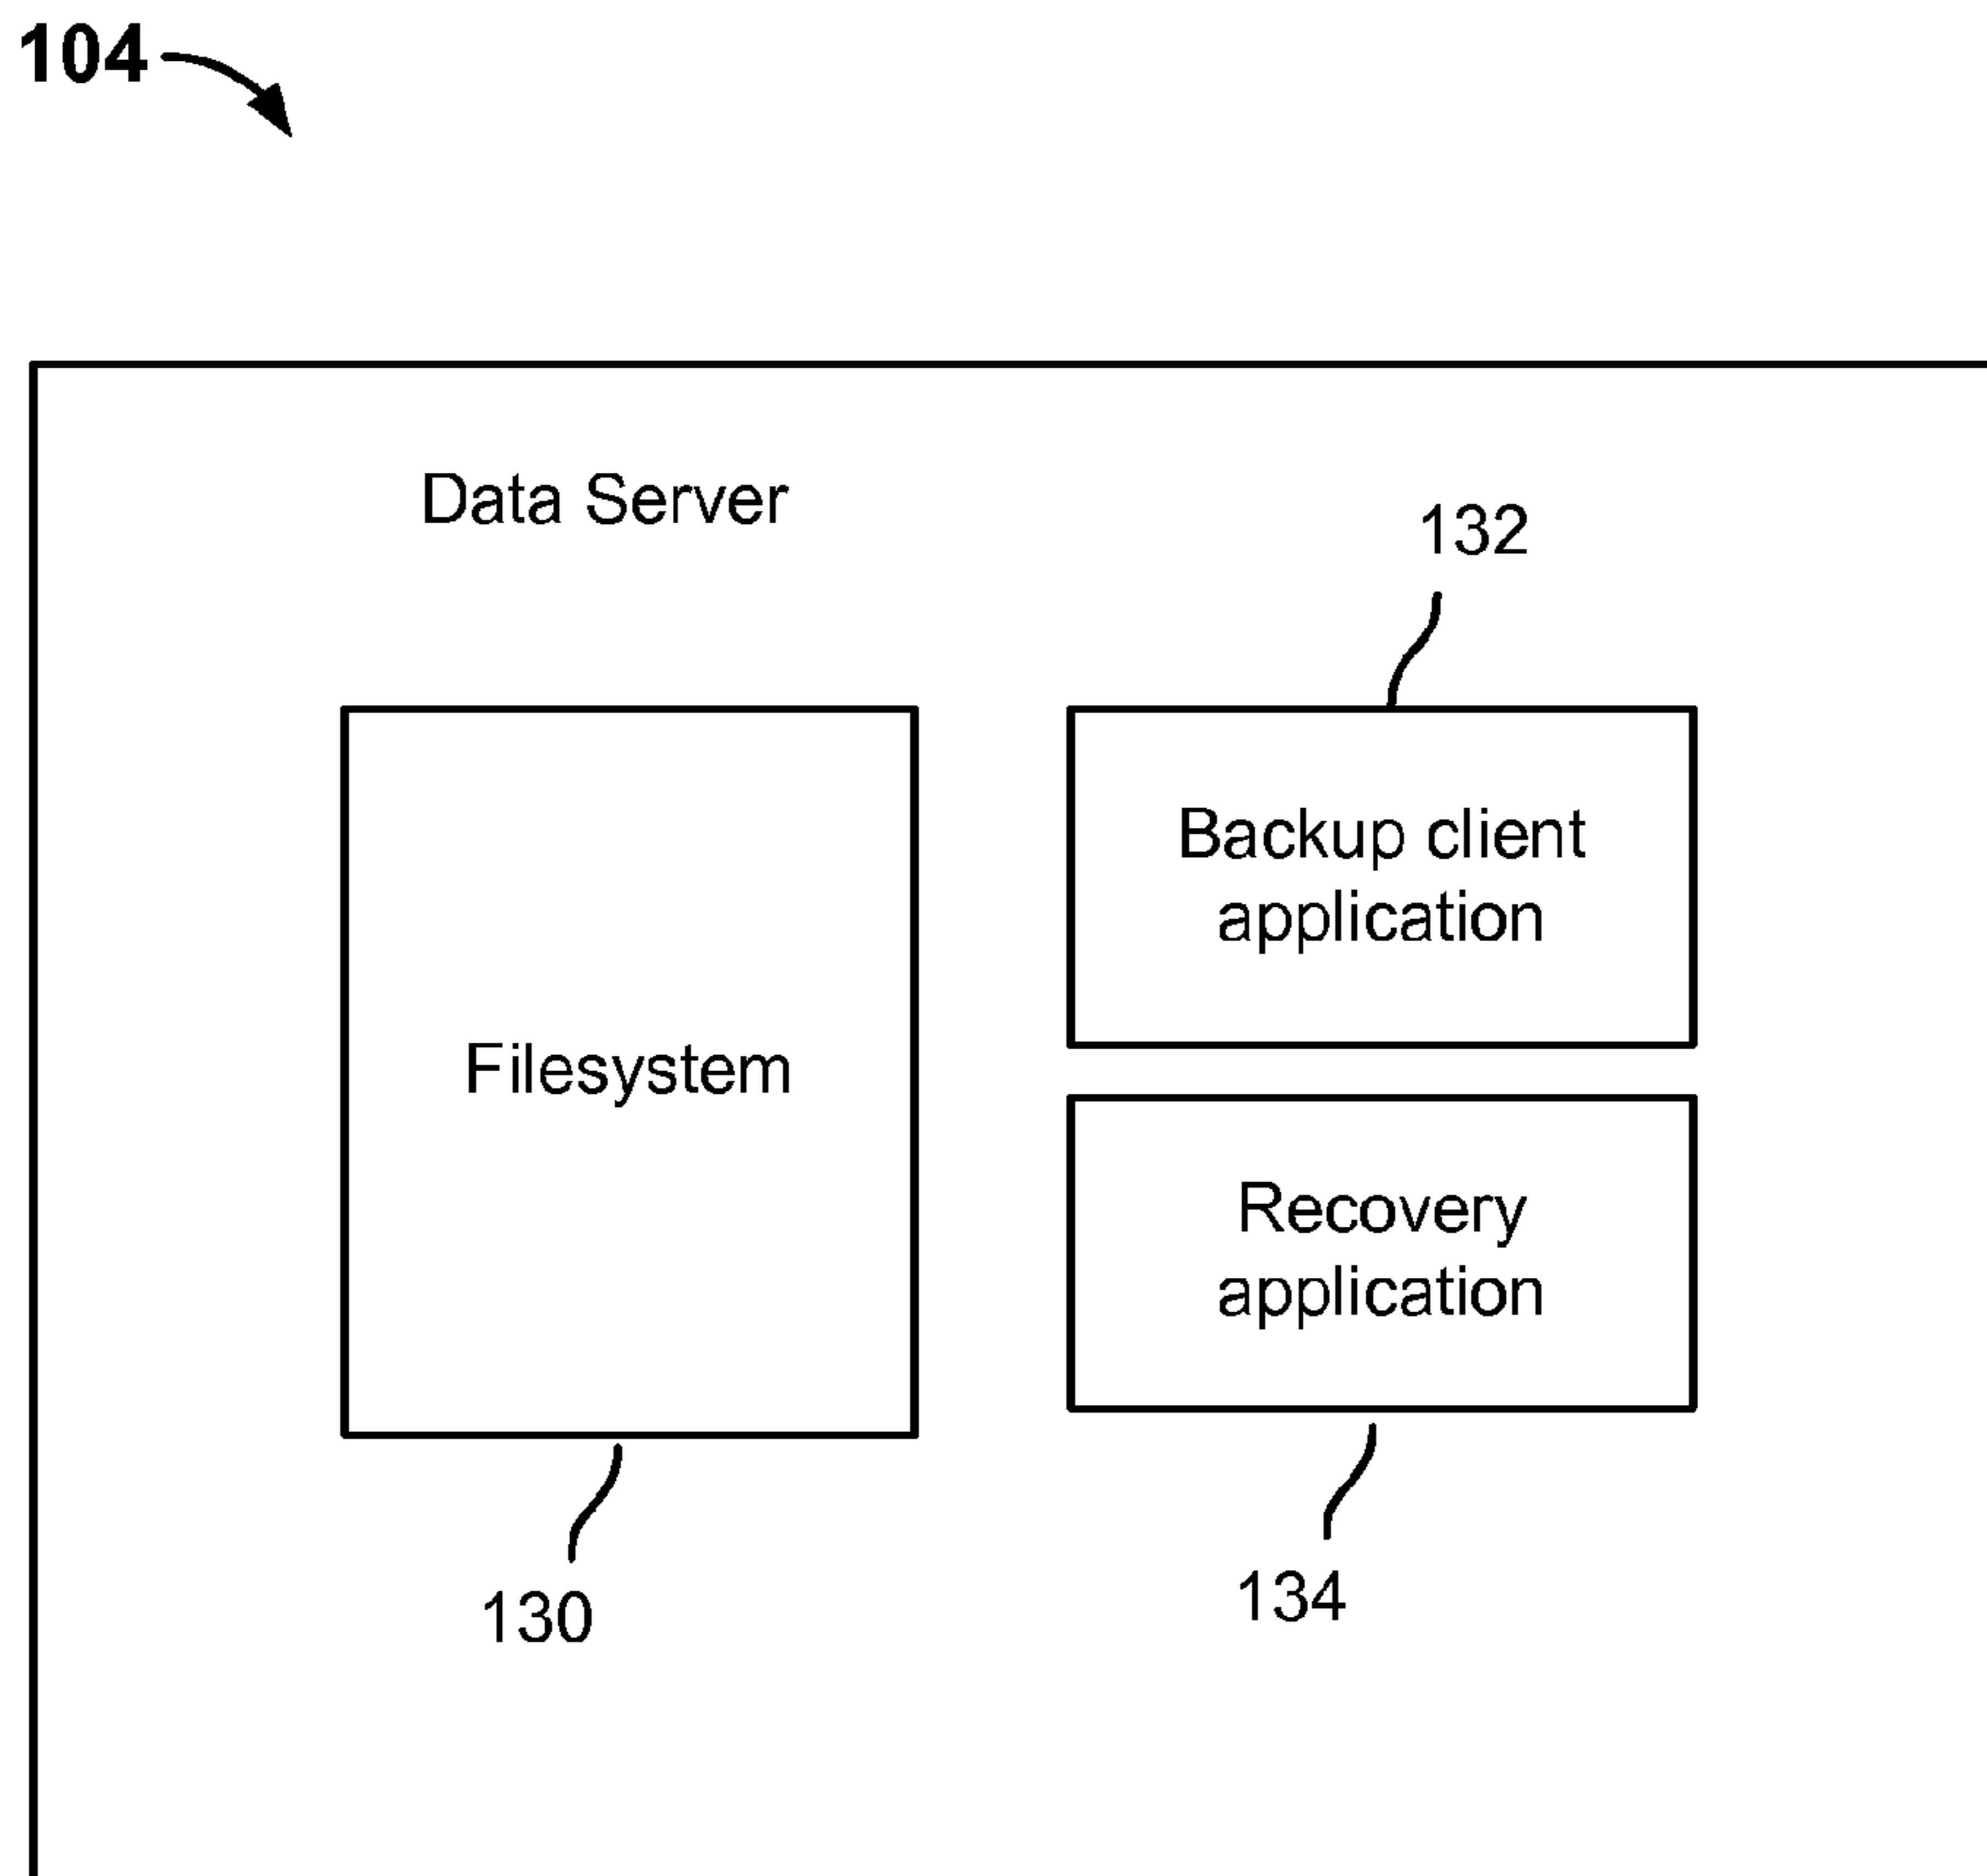 104
Data Server
132
Backup client
application
Filesystem
Recovery
application
130
134